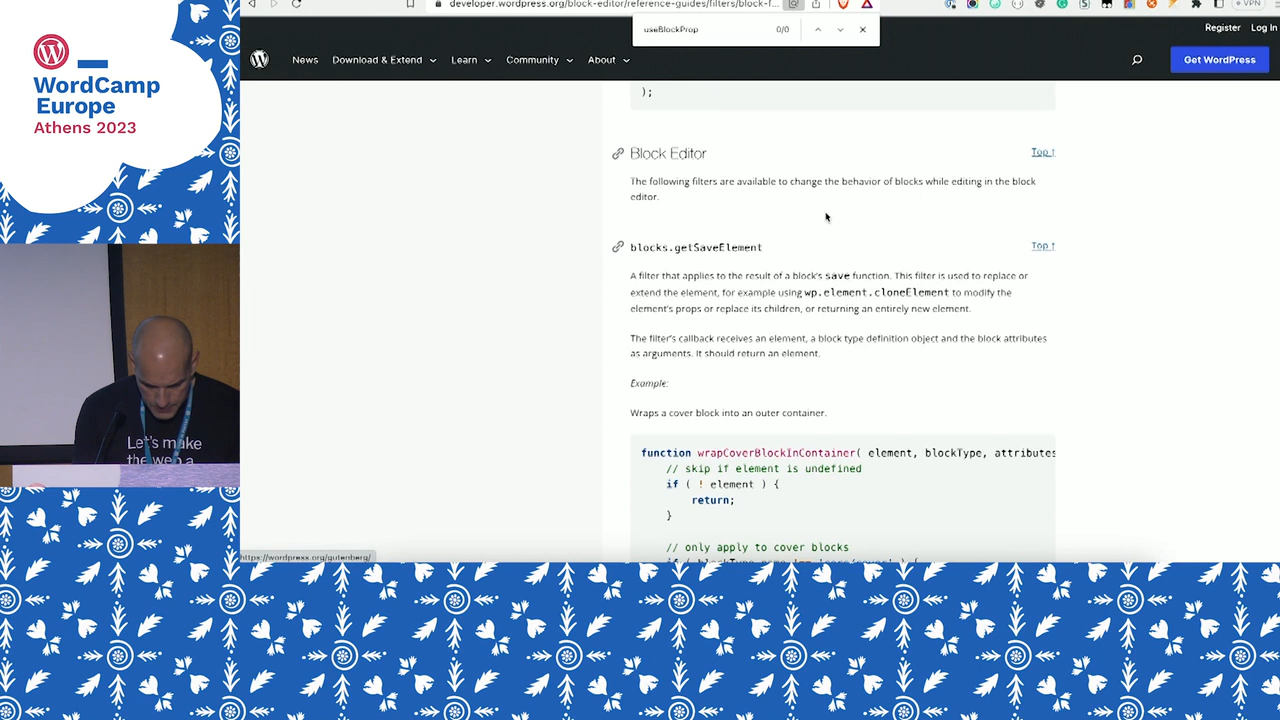 WordCamp
Europe
Athens 2023
Let's make
the web a
developer.wordpress.org/block-editor/reference-guides/filters/block-f...
VPN
useBlockProp
0/0
Register
Log In
News
Download & Extend
Learn
Community
About
Get WordPress
);
Block Editor
Top ↑
The following filters are available to change the behavior of blocks while editing in the block
editor.
blocks.getSaveElement
Top ↑
A filter that applies to the result of a block's save function. This filter is used to replace or
extend the element, for example using wp.element.cloneElement to modify the
element's props or replace its children, or returning an entirely new element.
The filter's callback receives an element, a block type definition object and the block attributes
as arguments. It should return an element.
Example:
Wraps a cover block into an outer container.
function wrapCoverBlockInContainer( element, blockType, attributes
// skip if element is undefined
if ( ! element ) {
return;
}
// only apply to cover blocks
https://wordpress.org/gutenberg/